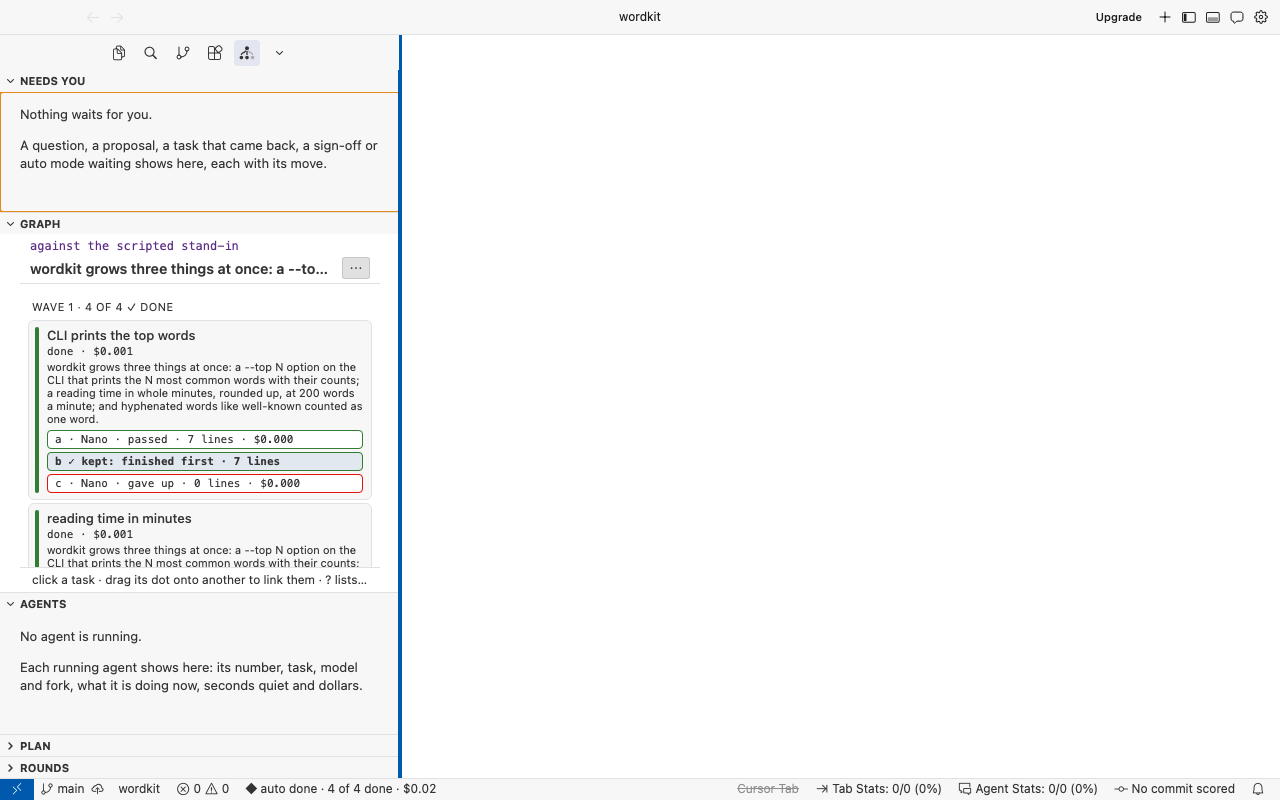 wordkit
Upgrade
NEEDS YOU
Nothing waits for you.
A question, a proposal, a task that came back, a sign-off or
auto mode waiting shows here, each with its move.
GRAPH
against the scripted stand-in
wordkit grows three things at once: a --to...
WAVE 1 · 4 OF 4 ✓ DONE
CLI prints the top words
done · $0.001
wordkit grows three things at once: a --top N option on the
CLI that prints the N most common words with their counts;
a reading time in whole minutes, rounded up, at 200 words
a minute; and hyphenated words like well-known counted as
one word.
a · Nano · passed · 7 lines · $0.000
b ✓ kept: finished first · 7 lines
c · Nano · gave up · 0 lines · $0.000
reading time in minutes
done · $0.001
wordkit grows three things at once: a --top N option on the
CLI that prints the N most common words with their counts;
click a task · drag its dot onto another to link them · ? lists...
AGENTS
No agent is running.
Each running agent shows here: its number, task, model
and fork, what it is doing now, seconds quiet and dollars.
PLAN
ROUNDS
main wordkit 0 0 auto done · 4 of 4 done · $0.02 Cursor Tab Tab Stats: 0/0 (0%) Agent Stats: 0/0 (0%) No commit scored